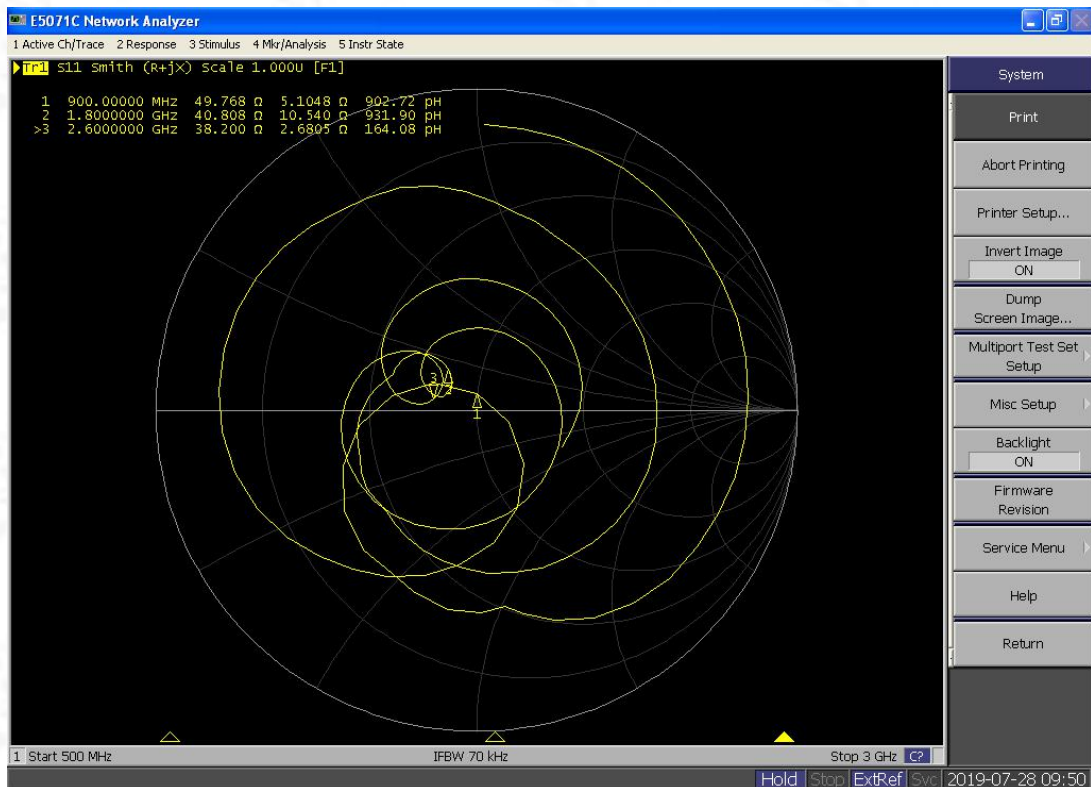 E5071C Network Analyzer
1 Active Ch/Trace 2 Response 3 Stimulus 4 Mkr/Analysis 5 Instr State
Tr1 S11 Smith (R+jX) Scale 1.000U [F1]
1 900.00000 MHz 49.768 Ω 5.1048 Ω 902.72 pH
2 1.8000000 GHz 40.808 Ω 10.540 Ω 931.90 pH
>3 2.6000000 GHz 38.200 Ω 2.6805 Ω 164.08 pH
3
2
1
1 Start 500 MHz IFBW 70 kHz Stop 3 GHz C?
System
Print
Abort Printing
Printer Setup...
Invert Image
ON
Dump
Screen Image...
Multiport Test Set
Setup
Misc Setup
Backlight
ON
Firmware
Revision
Service Menu
Help
Return
Hold Stop ExtRef Svc 2019-07-28 09:50